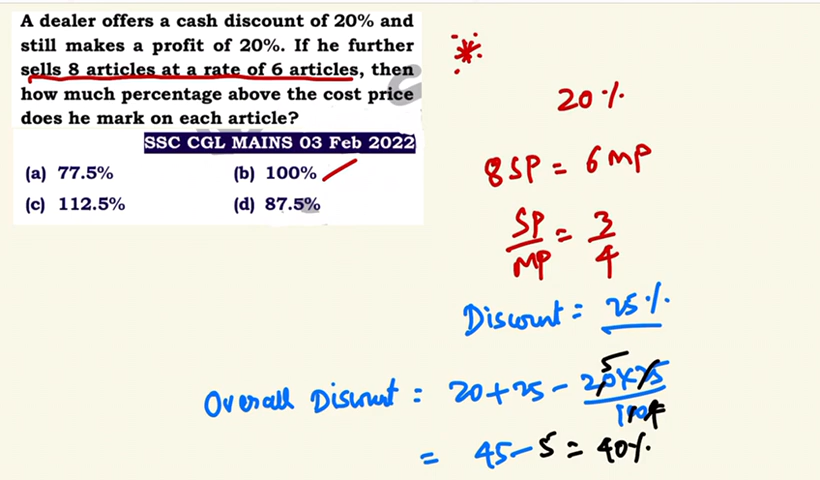 A dealer offers a cash discount of 20% and
still makes a profit of 20%. If he further
sells 8 articles at a rate of 6 articles, then
how much percentage above the cost price
does he mark on each article?
SSC CGL MAINS 03 Feb 2022
(a) 77.5% (b) 100%
(c) 112.5% (d) 87.5%
20%
8SP = 6MP
SP/MP = 3/4
Discount = 25%
Overall Discount = 20+25 - 20×25/100
= 45-5 = 40%